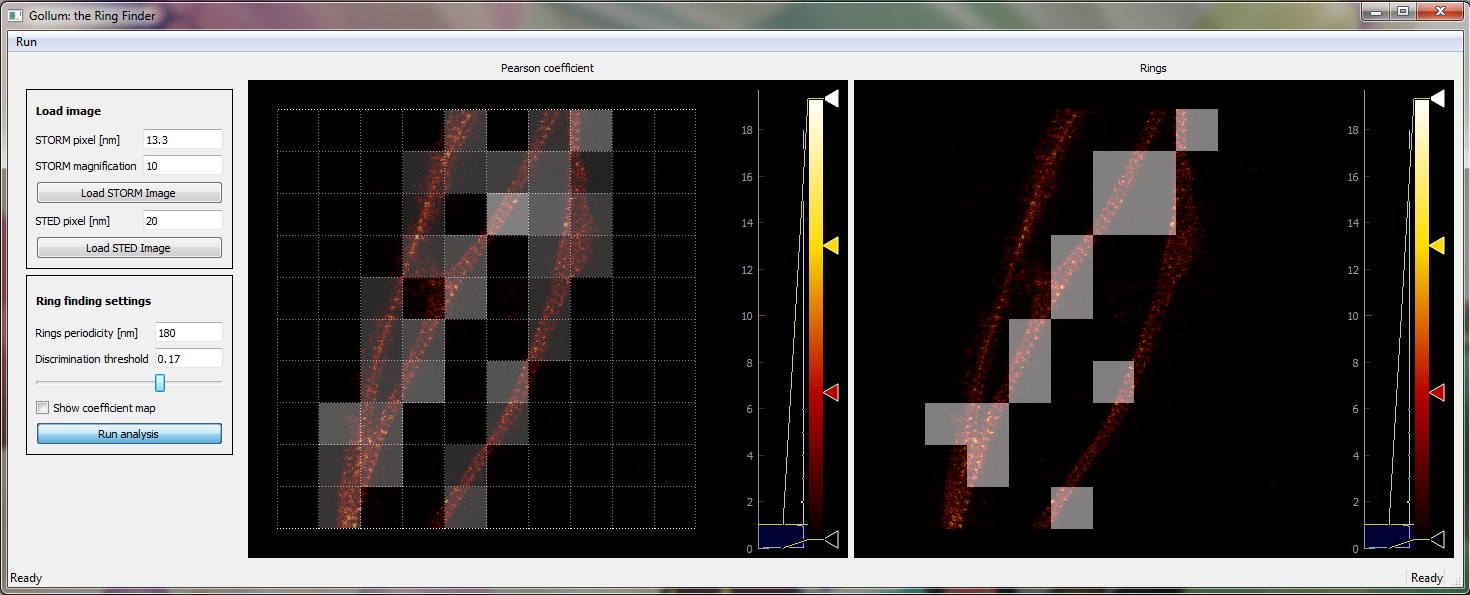 Gollum: the Ring Finder
Run
Pearson coefficient
Rings
Load image
STORM pixel [nm] 13.3
STORM magnification 10
Load STORM Image
STED pixel [nm] 20
Load STED Image
Ring finding settings
Rings periodicity [nm] 180
Discrimination threshold 0.17
Show coefficient map
Run analysis
18
16
14
12
10
8
6
4
2
0
18
16
14
12
10
8
6
4
2
0
Ready
Ready